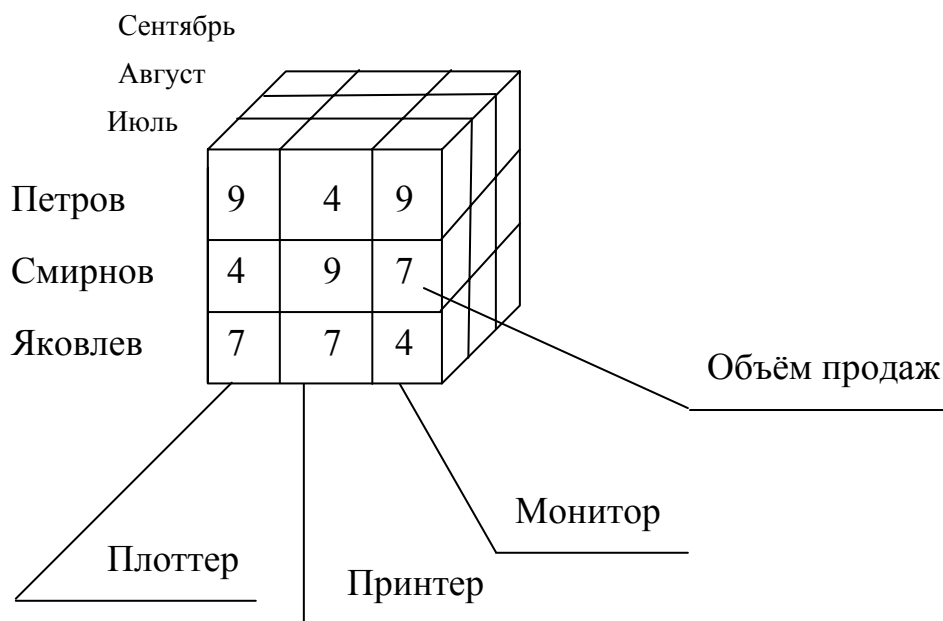 Сентябрь
Август
Июль
Петров 9 4 9
Смирнов 4 9 7
Яковлев 7 7 4
Объём продаж
Монитор
Плоттер
Принтер